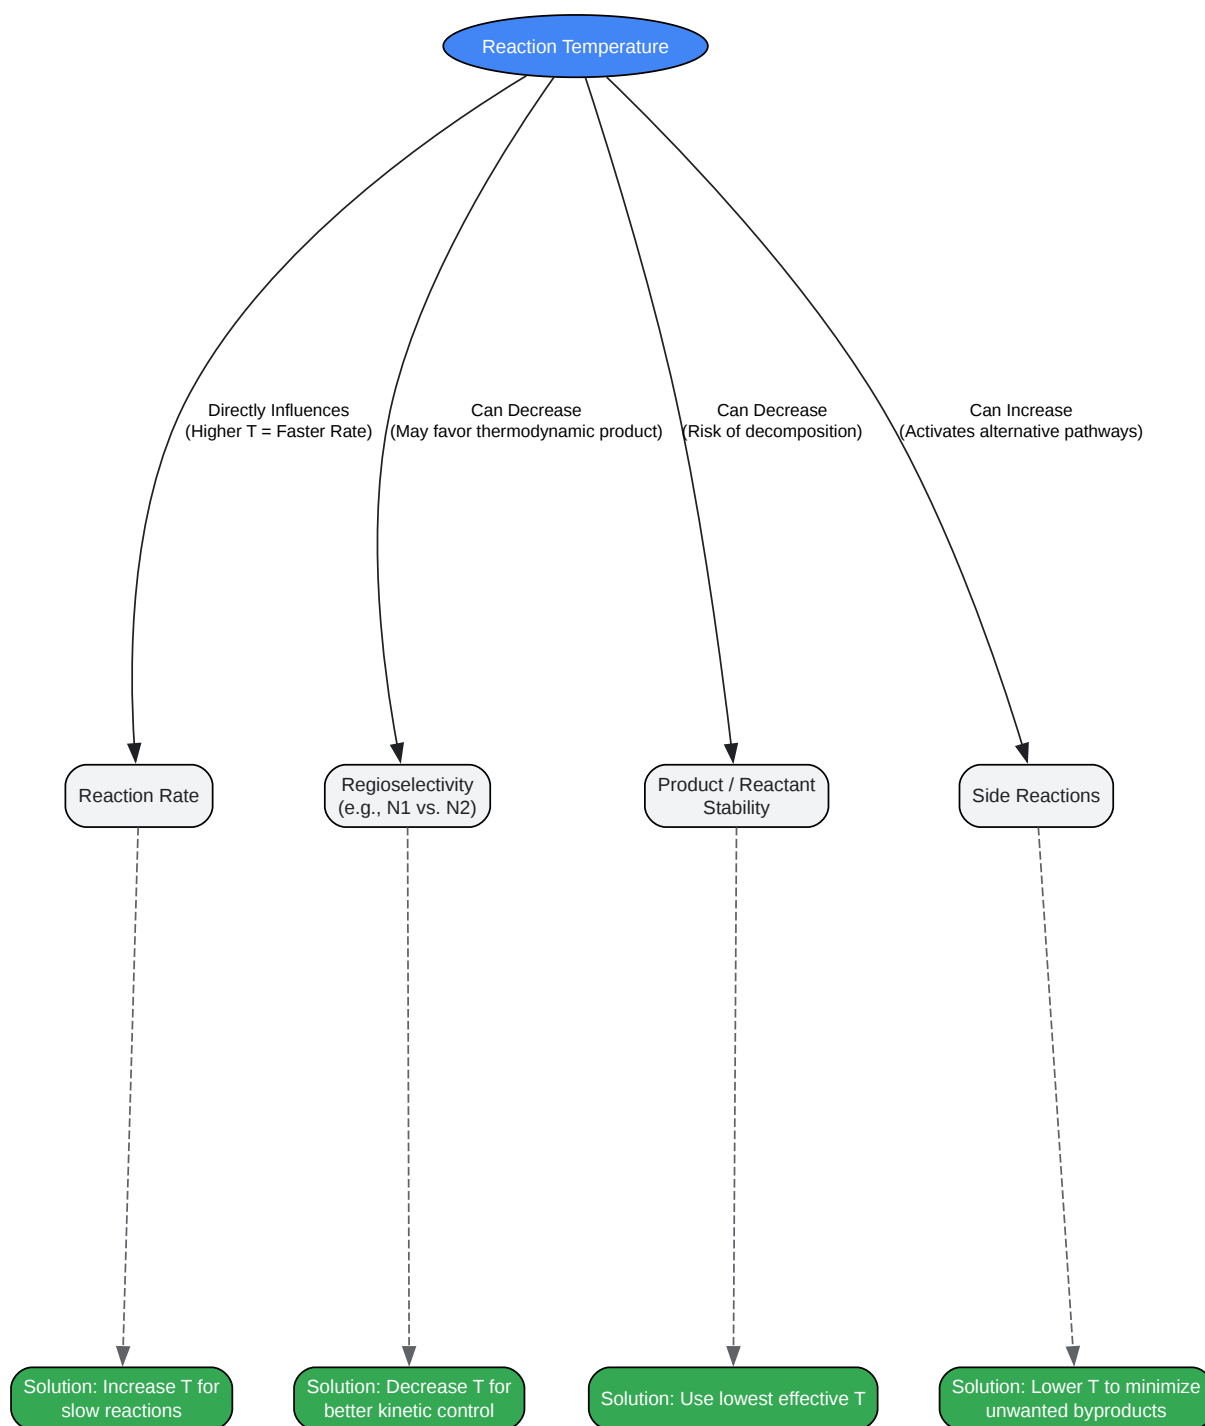 Reaction Temperature
Directly Influences
(Higher T = Faster Rate)
Can Decrease
(May favor thermodynamic product)
Can Decrease
(Risk of decomposition)
Can Increase
(Activates alternative pathways)
Reaction Rate
Regioselectivity
(e.g., N1 vs. N2)
Product / Reactant
Stability
Side Reactions
Solution: Increase T for
slow reactions
Solution: Decrease T for
better kinetic control
Solution: Use lowest effective T
Solution: Lower T to minimize
unwanted byproducts